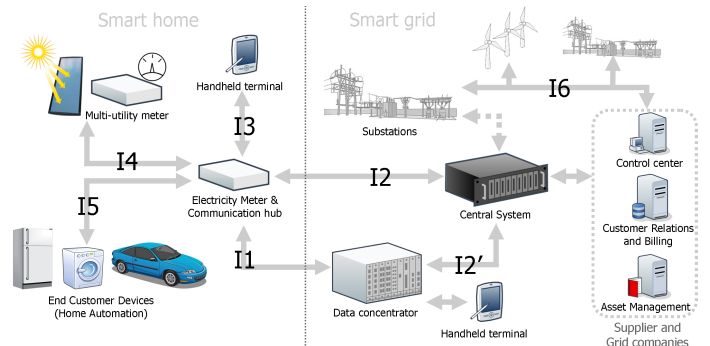 Smart home
Smart grid
Handheld terminal
Multi-utility meter
I3
I6
Substations
Control center
I4
I2
I5
Electricity Meter &
Communication hub
Central System
Customer Relations
and Billing
I1
I2′
End Customer Devices
(Home Automation)
Data concentrator
Handheld terminal
Asset Management
Supplier and
Grid companies